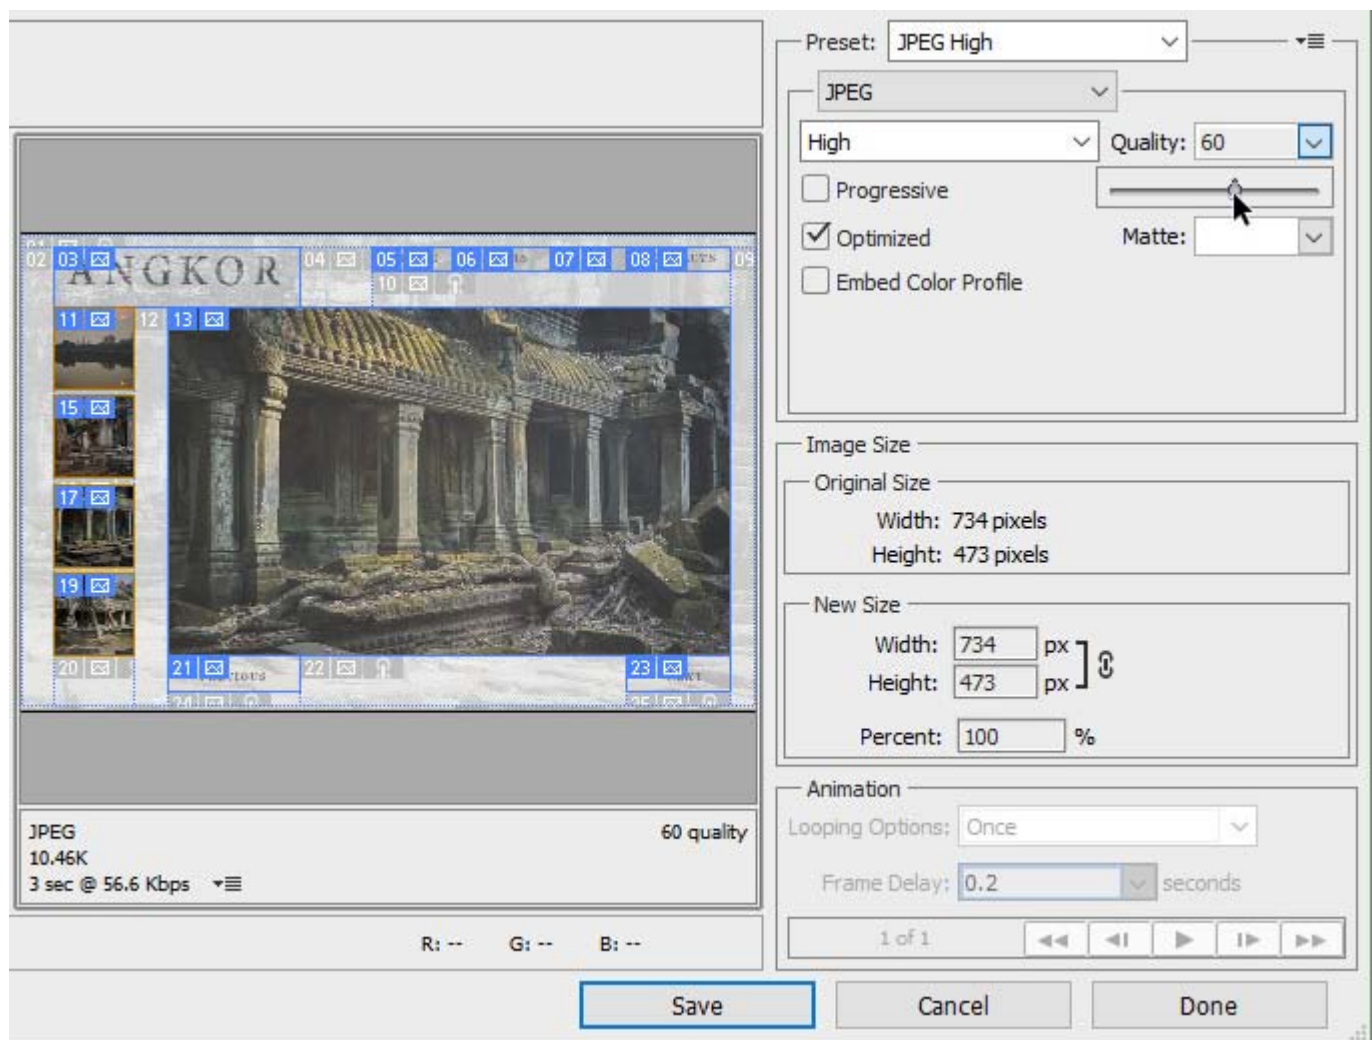 Preset: JPEG High
JPEG
High Quality: 60
Progressive
Optimized Matte:
Embed Color Profile
01
02 03 04 05 06 07 08 09
ANGKOR
10
11 12 13
15
17
19
20 21 22 23
24 25
Image Size
Original Size
Width: 734 pixels
Height: 473 pixels
New Size
Width: 734 px
Height: 473 px
Percent: 100 %
JPEG 60 quality
10.46K
3 sec @ 56.6 Kbps
Animation
Looping Options: Once
Frame Delay: 0.2 seconds
1 of 1
R: -- G: -- B: --
Save Cancel Done